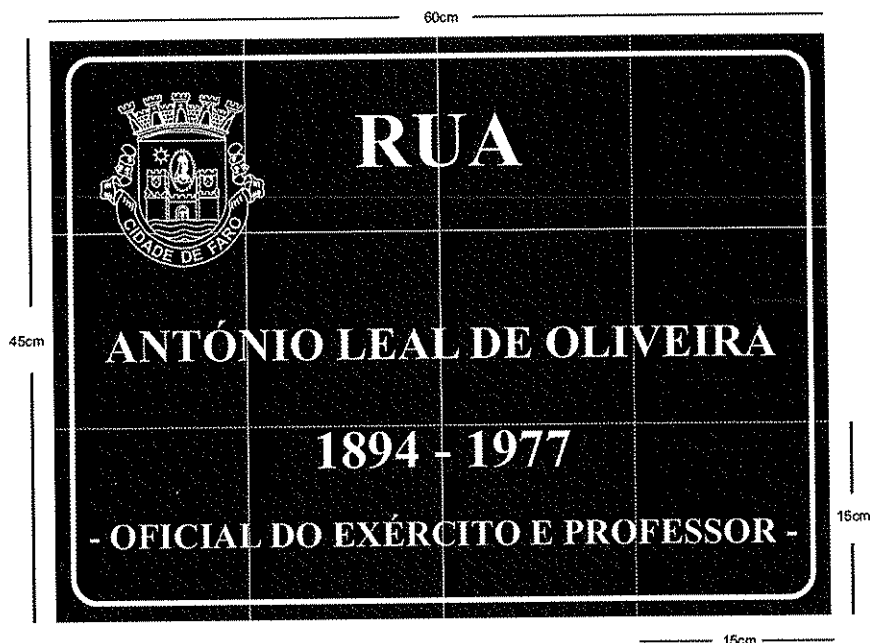 60cm
RUA
CIDADE DE FARO
45cm
ANTÓNIO LEAL DE OLIVEIRA
1894 - 1977
- OFICIAL DO EXÉRCITO E PROFESSOR -
15cm
15cm